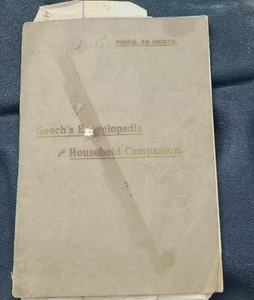 PRICE, 25 CENTS.
Gooch's Encyclopedia
and Household Companion.